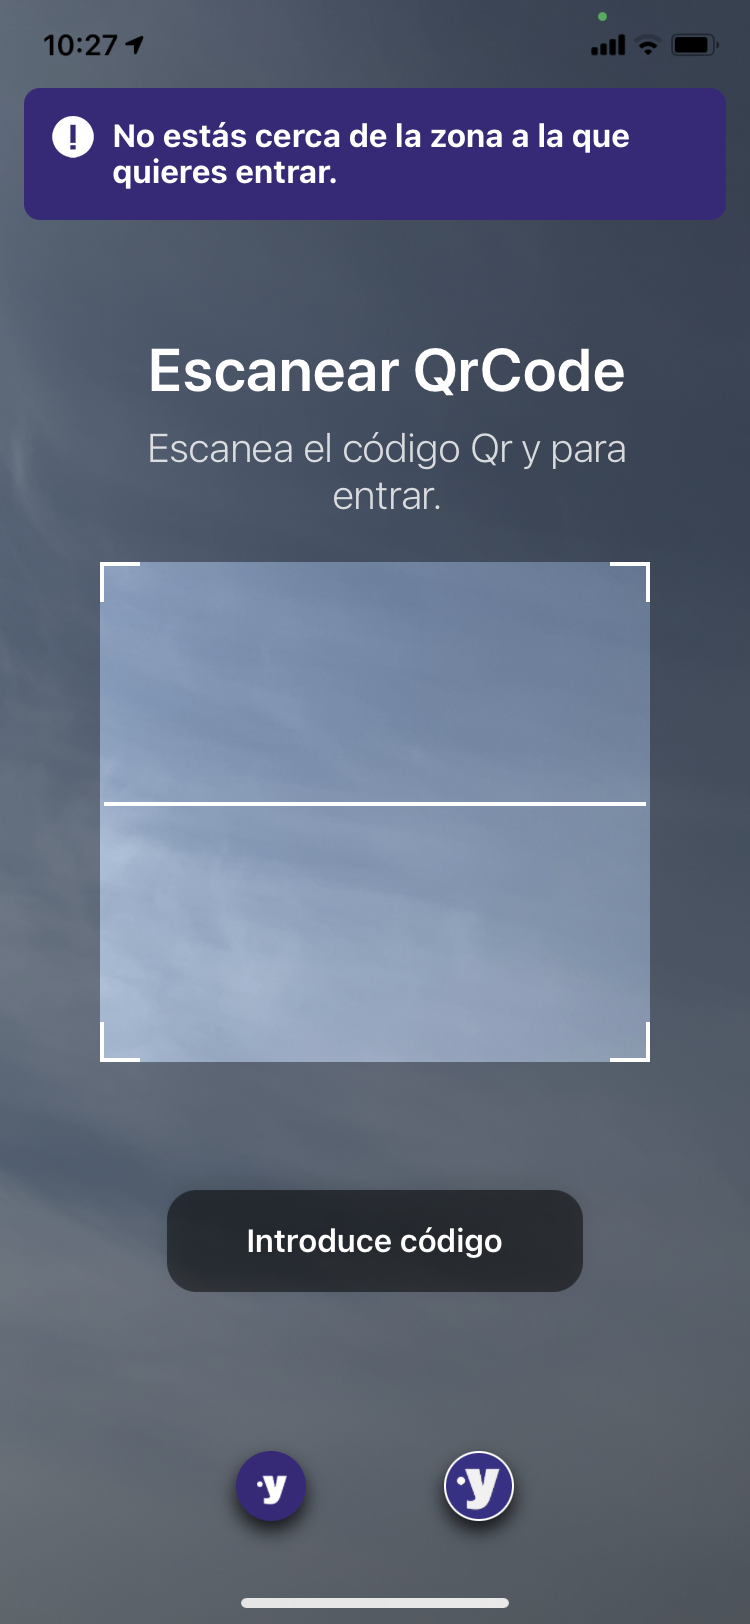 10:27
No estás cerca de la zona a la que
quieres entrar.
Escanear QrCode
Escanea el código Qr y para
entrar.
Introduce código
·y
·y